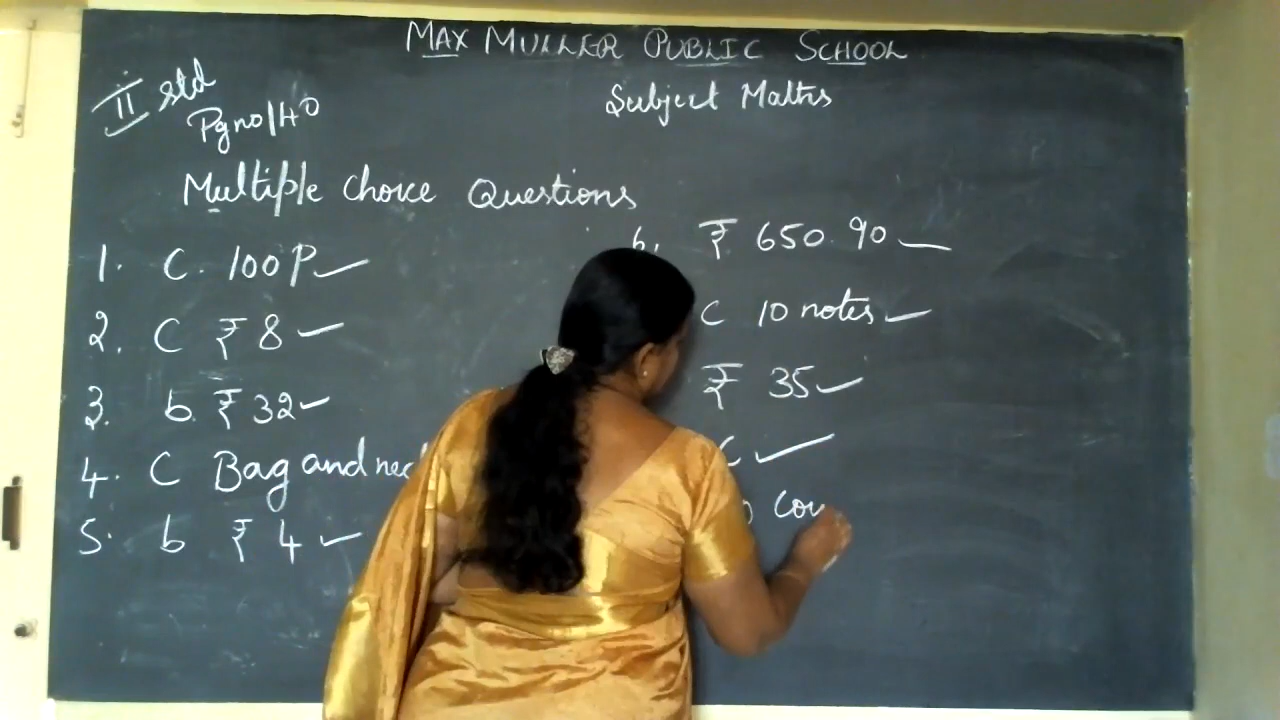 MAX MULLER PUBLIC SCHOOL
II std
Subject Maths
Pg no/140
Multiple Choice Questions
1. C. 100 P
2. C ₹ 8
3. b. ₹ 32
4. C Bag and
5. b ₹ 4
6. ₹ 650.90
C 10 notes
₹ 35
C